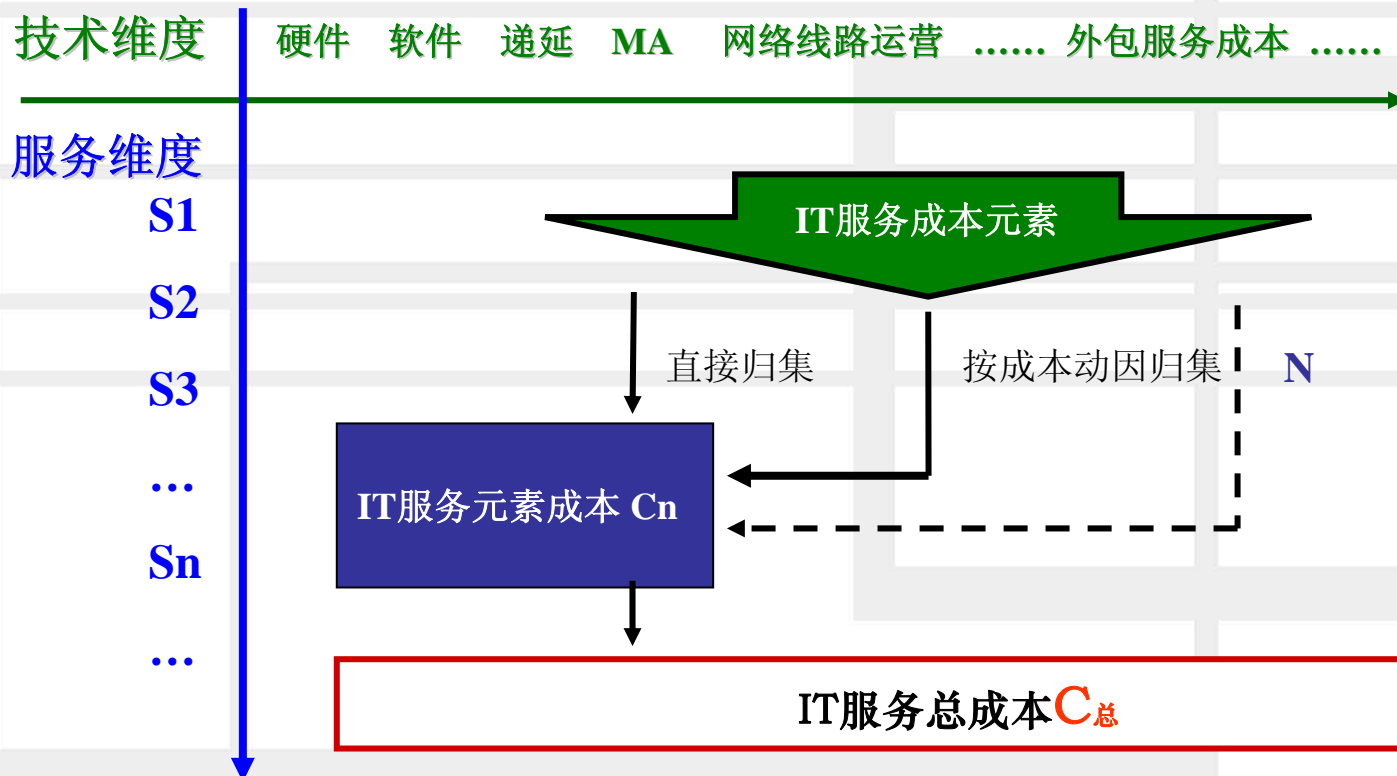 技术维度 硬件 软件 递延 MA 网络线路运营 …… 外包服务成本 ……
服务维度
S1
IT服务成本元素
S2
直接归集 按成本动因归集 N
S3
…
IT服务元素成本 Cn
Sn
…
IT服务总成本C总